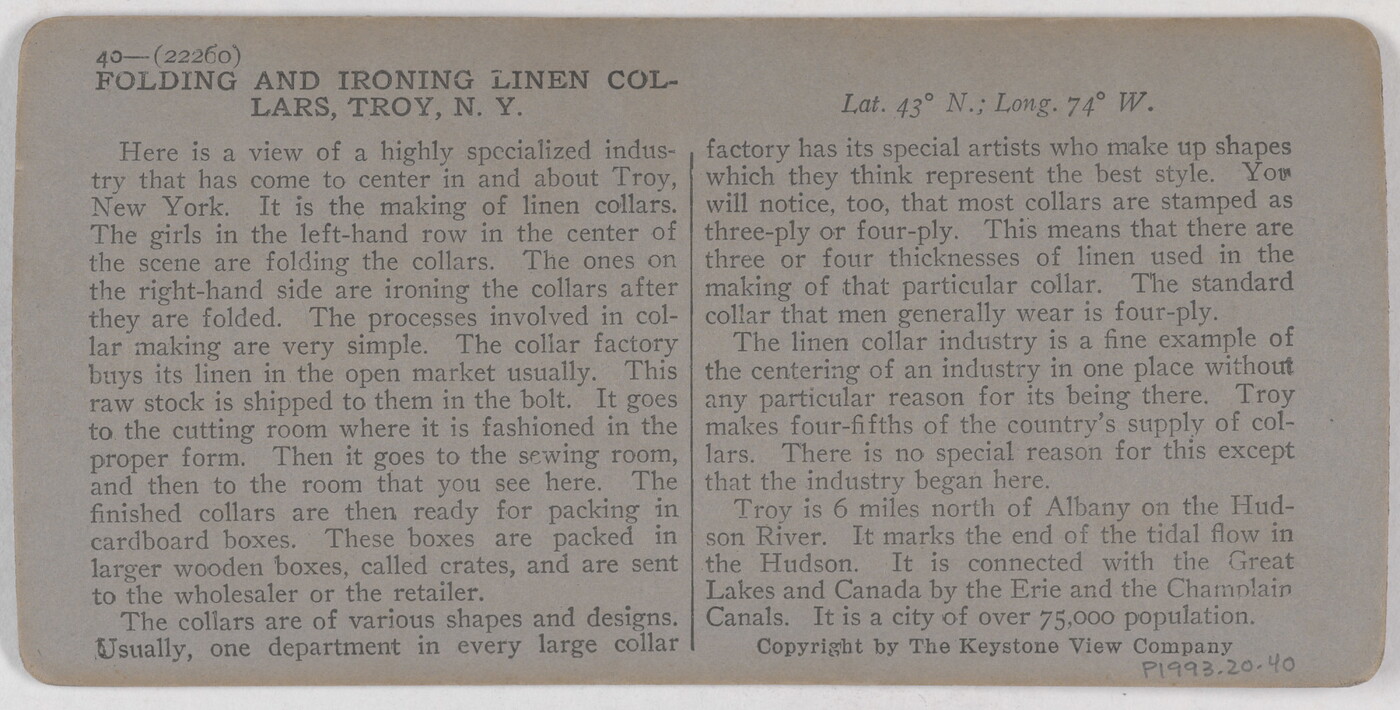 40—(22260)
FOLDING AND IRONING LINEN COL-
LARS, TROY, N. Y.
Here is a view of a highly specialized indus-
try that has come to center in and about Troy,
New York. It is the making of linen collars.
The girls in the left-hand row in the center of
the scene are folding the collars. The ones on
the right-hand side are ironing the collars after
they are folded. The processes involved in col-
lar making are very simple. The collar factory
buys its linen in the open market usually. This
raw stock is shipped to them in the bolt. It goes
to the cutting room where it is fashioned in the
proper form. Then it goes to the sewing room,
and then to the room that you see here. The
finished collars are then ready for packing in
cardboard boxes. These boxes are packed in
larger wooden boxes, called crates, and are sent
to the wholesaler or the retailer.
The collars are of various shapes and designs.
Usually, one department in every large collar
Lat. 43° N.; Long. 74° W.
factory has its special artists who make up shapes
which they think represent the best style. You
will notice, too, that most collars are stamped as
three-ply or four-ply. This means that there are
three or four thicknesses of linen used in the
making of that particular collar. The standard
collar that men generally wear is four-ply.
The linen collar industry is a fine example of
the centering of an industry in one place without
any particular reason for its being there. Troy
makes four-fifths of the country's supply of col-
lars. There is no special reason for this except
that the industry began here.
Troy is 6 miles north of Albany on the Hud-
son River. It marks the end of the tidal flow in
the Hudson. It is connected with the Great
Lakes and Canada by the Erie and the Champlain
Canals. It is a city of over 75,000 population.
Copyright by The Keystone View Company
P1993.20.40